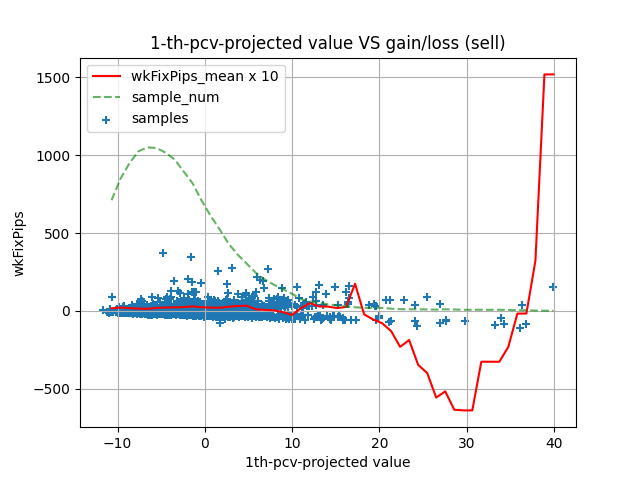 1-th-pcv-projected value VS gain/loss (sell)
wkFixPips_mean x 10
sample_num
samples
1500
1000
500
0
−500
wkFixPips
−10 0 10 20 30 40
1th-pcv-projected value